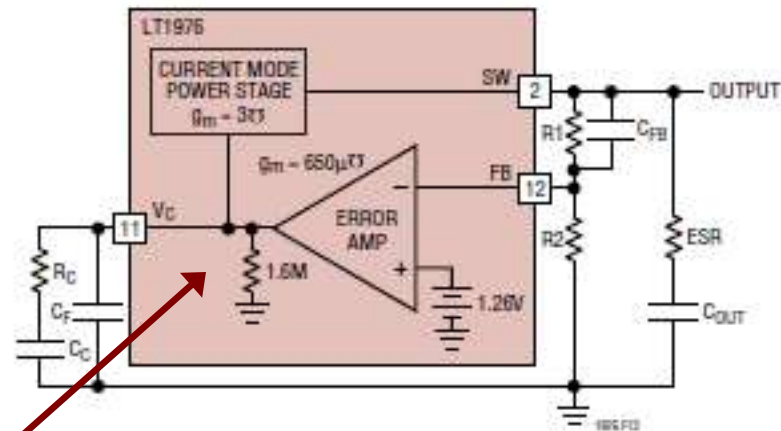 LT1976
CURRENT MODE
POWER STAGE
gm = 3℧
SW
2
OUTPUT
R1
CFB
gm = 650µ℧
FB
12
VC
11
ERROR
AMP
R2
ESR
RC
1.6M
CF
1.26V
COUT
CC